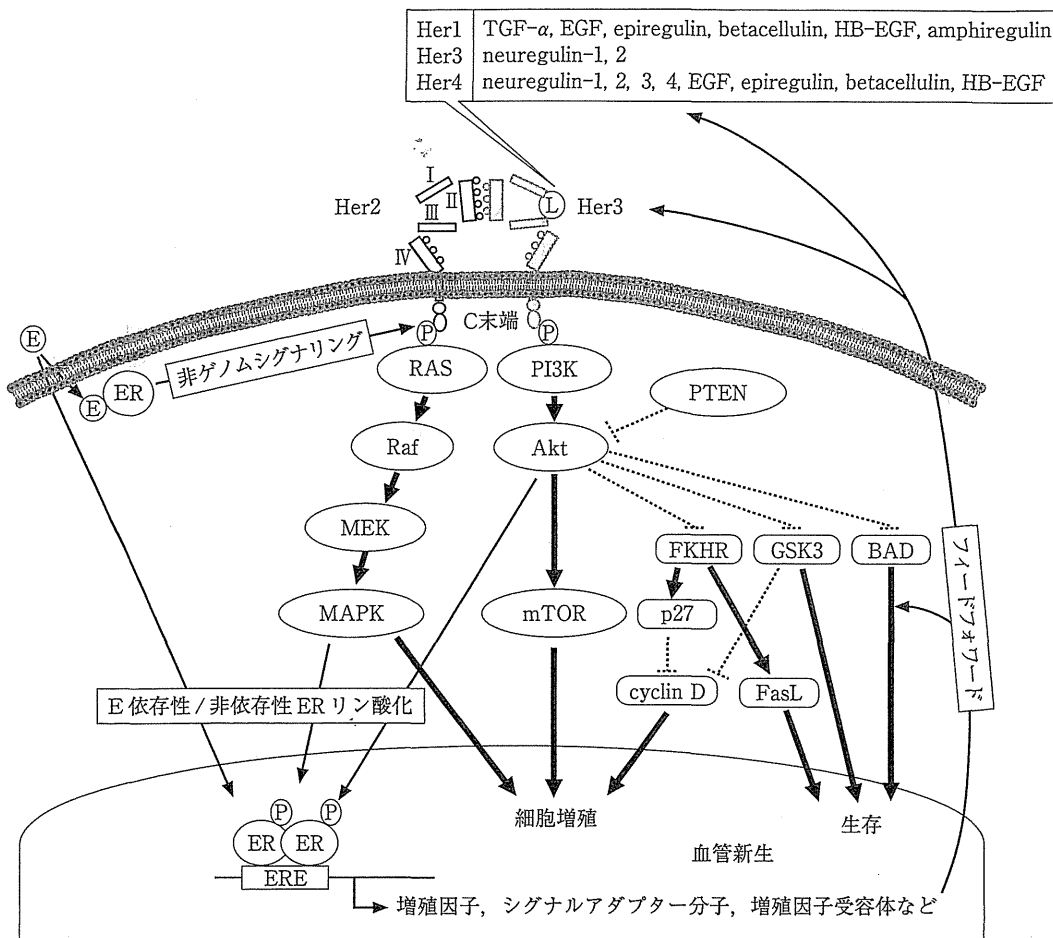 Her1 TGF-α, EGF, epiregulin, betacellulin, HB-EGF, amphiregulin
Her3 neuregulin-1, 2
Her4 neuregulin-1, 2, 3, 4, EGF, epiregulin, betacellulin, HB-EGF
I
II
III
IV
Her2
L
Her3
C末端
P
P
E
E
ER
非ゲノムシグナリング
RAS
PI3K
PTEN
Raf
Akt
MEK
FKHR
GSK3
BAD
MAPK
mTOR
p27
cyclin D
FasL
フィードフォワード
E依存性/非依存性ERリン酸化
細胞増殖
生存
血管新生
P
P
ER
ER
ERE
増殖因子，シグナルアダプター分子，増殖因子受容体など